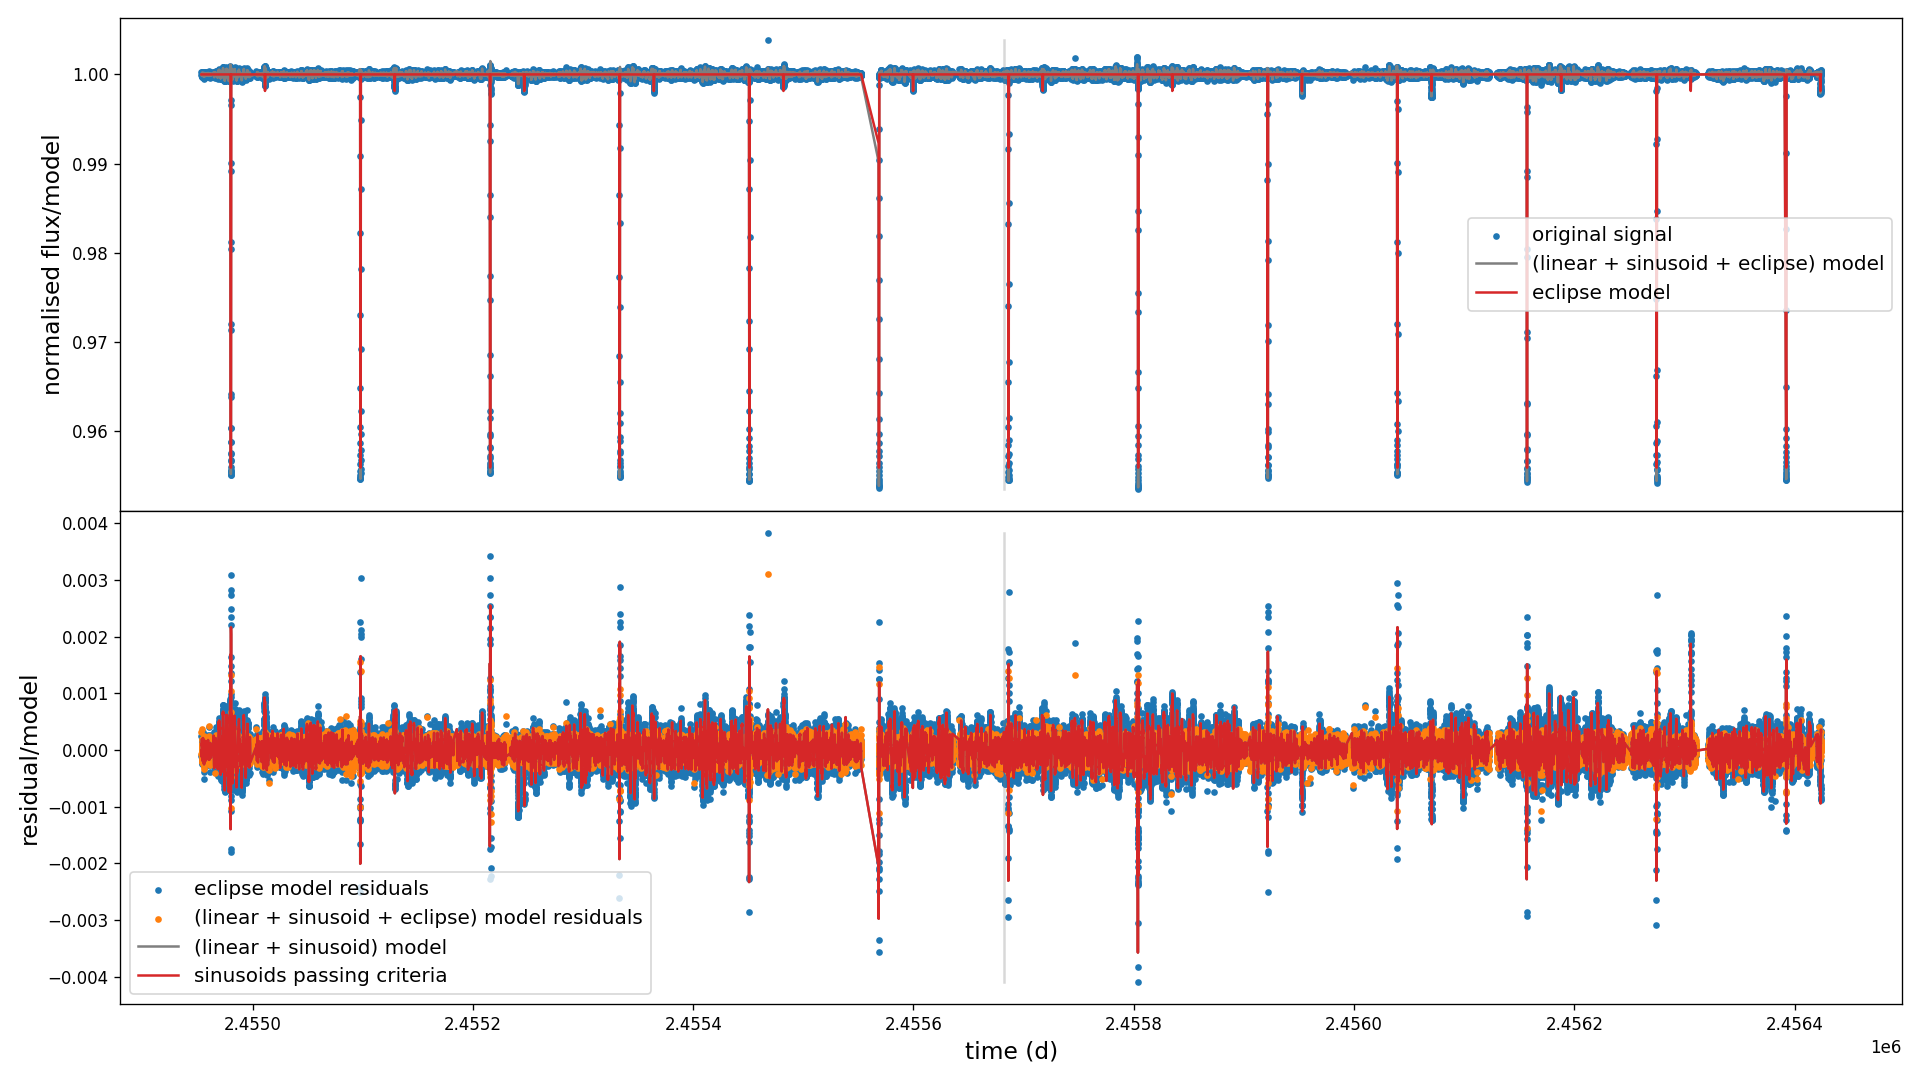 1.00
0.99
0.98
0.97
0.96
normalised flux/model
original signal
(linear + sinusoid + eclipse) model
eclipse model
0.004
0.003
0.002
0.001
0.000
−0.001
−0.002
−0.003
−0.004
residual/model
eclipse model residuals
(linear + sinusoid + eclipse) model residuals
(linear + sinusoid) model
sinusoids passing criteria
2.4550 2.4552 2.4554 2.4556 2.4558 2.4560 2.4562 2.4564
time (d)
1e6